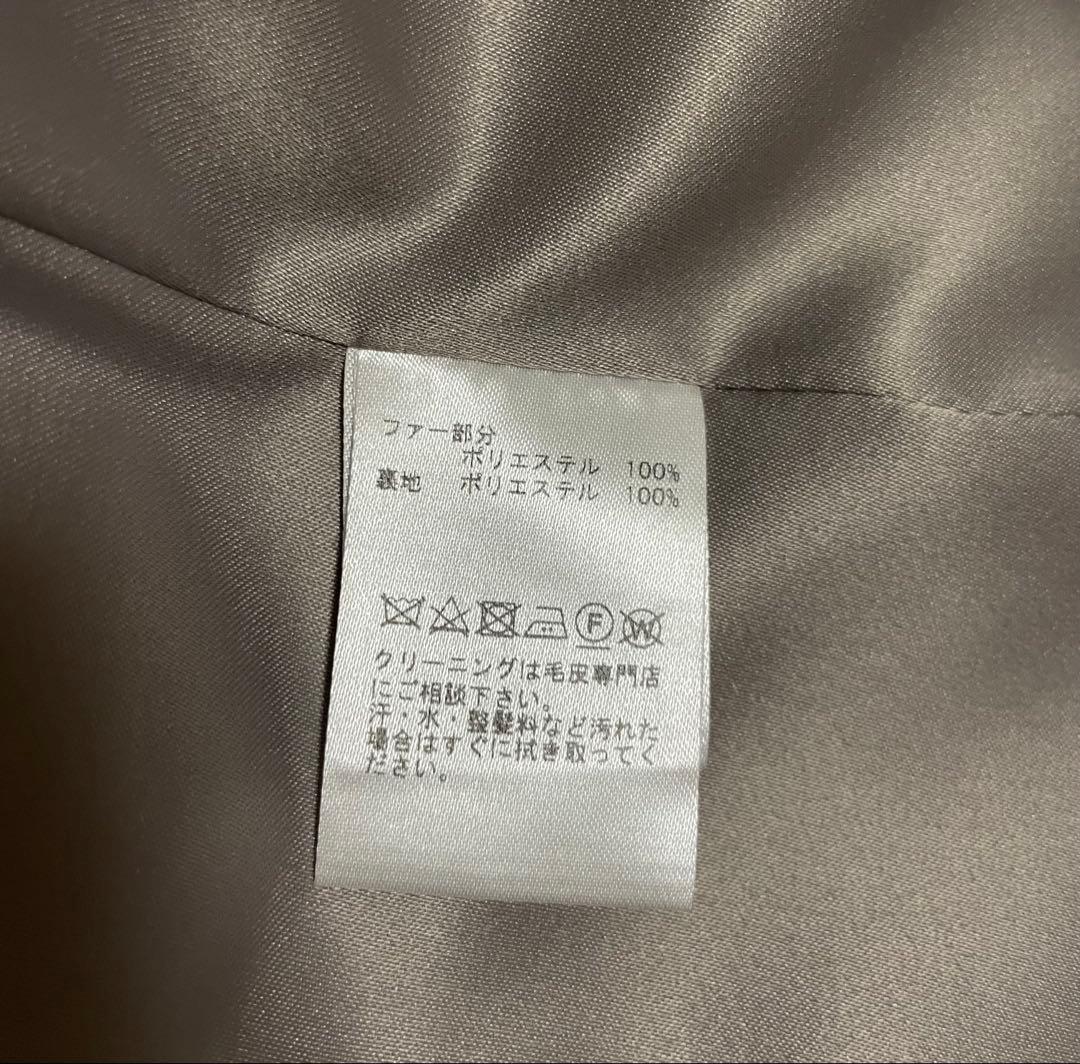 ファー部分
ポリエステル 100%
裏地 ポリエステル 100%
F W
クリーニングは毛皮専門店
にご相談下さい。
汗・水・整髪料など汚れた
場合はすぐに拭き取ってく
ださい。